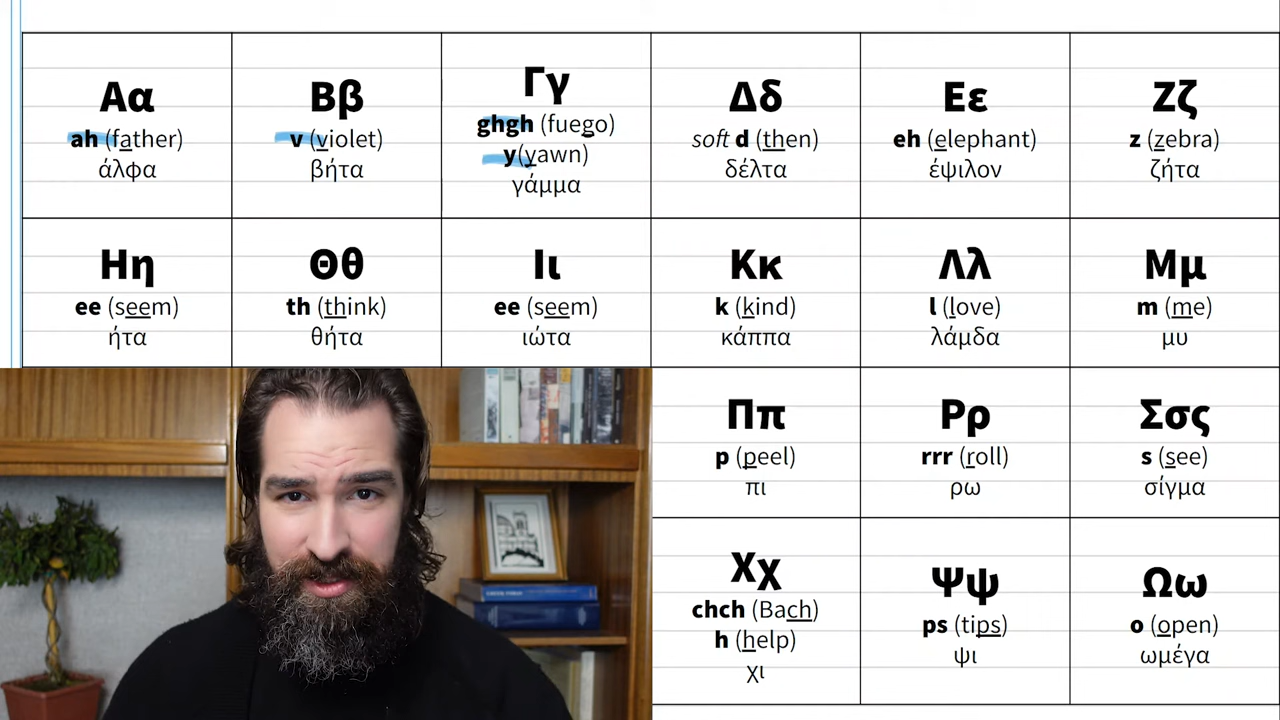 Αα
ah (father)
άλφα
Ββ
v (violet)
βήτα
Γγ
ghgh (fuego)
y(yawn)
γάμμα
Δδ
soft d (then)
δέλτα
Εε
eh (elephant)
έψιλον
Ζζ
z (zebra)
ζήτα
Ηη
ee (seem)
ήτα
Θθ
th (think)
θήτα
Ιι
ee (seem)
ιώτα
Κκ
k (kind)
κάππα
Λλ
l (love)
λάμδα
Μμ
m (me)
μυ
Ππ
p (peel)
πι
Ρρ
rrr (roll)
ρω
Σσς
s (see)
σίγμα
Χχ
chch (Bach)
h (help)
χι
Ψψ
ps (tips)
ψι
Ωω
o (open)
ωμέγα